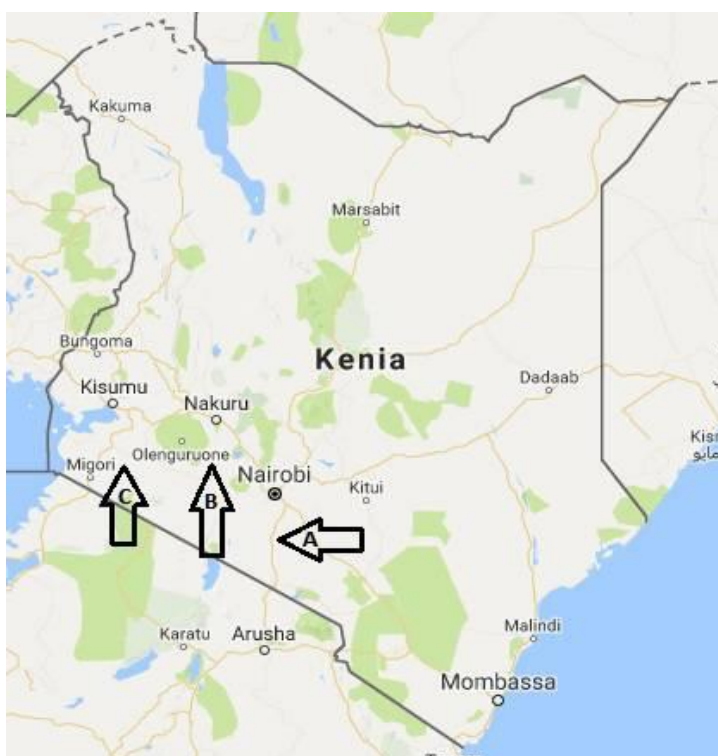 Kakuma
Marsabit
Bungoma
Kenia
Kisumu
Dadaab
Nakuru
Olenguruone
Migori
Nairobi
Kitui
C
B
A
Malindi
Karatu
Arusha
Mombassa